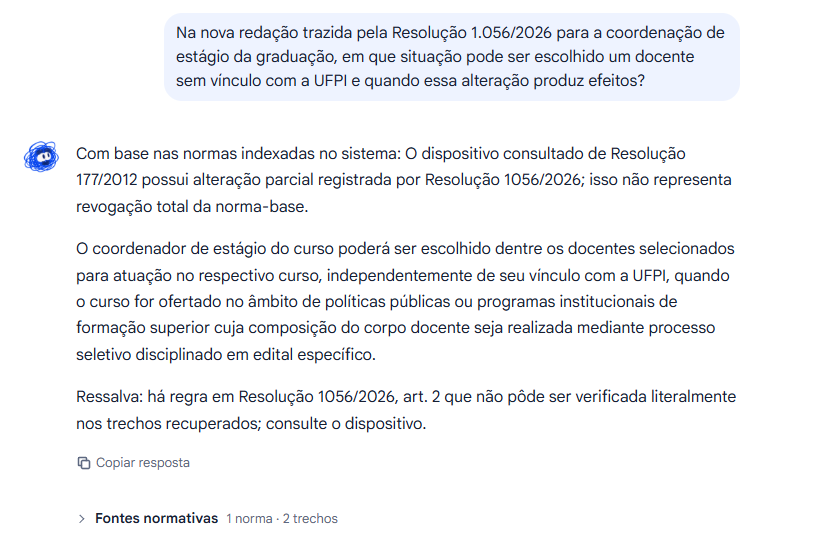 Na nova redação trazida pela Resolução 1.056/2026 para a coordenação de
estágio da graduação, em que situação pode ser escolhido um docente
sem vínculo com a UFPI e quando essa alteração produz efeitos?
Com base nas normas indexadas no sistema: O dispositivo consultado de Resolução
177/2012 possui alteração parcial registrada por Resolução 1056/2026; isso não representa
revogação total da norma-base.
O coordenador de estágio do curso poderá ser escolhido dentre os docentes selecionados
para atuação no respectivo curso, independentemente de seu vínculo com a UFPI, quando
o curso for ofertado no âmbito de políticas públicas ou programas institucionais de
formação superior cuja composição do corpo docente seja realizada mediante processo
seletivo disciplinado em edital específico.
Ressalva: há regra em Resolução 1056/2026, art. 2 que não pôde ser verificada literalmente
nos trechos recuperados; consulte o dispositivo.
Copiar resposta
Fontes normativas 1 norma · 2 trechos